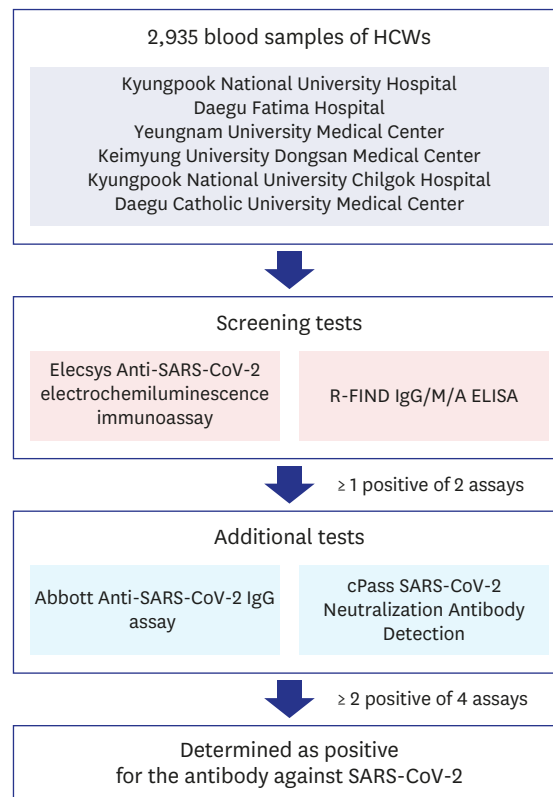 2,935 blood samples of HCWs
Kyungpook National University Hospital
Daegu Fatima Hospital
Yeungnam University Medical Center
Keimyung University Dongsan Medical Center
Kyungpook National University Chilgok Hospital
Daegu Catholic University Medical Center
Screening tests
Elecsys Anti-SARS-CoV-2
electrochemiluminescence
immunoassay
R-FIND IgG/M/A ELISA
≥ 1 positive of 2 assays
Additional tests
Abbott Anti-SARS-CoV-2 IgG
assay
cPass SARS-CoV-2
Neutralization Antibody
Detection
≥ 2 positive of 4 assays
Determined as positive
for the antibody against SARS-CoV-2